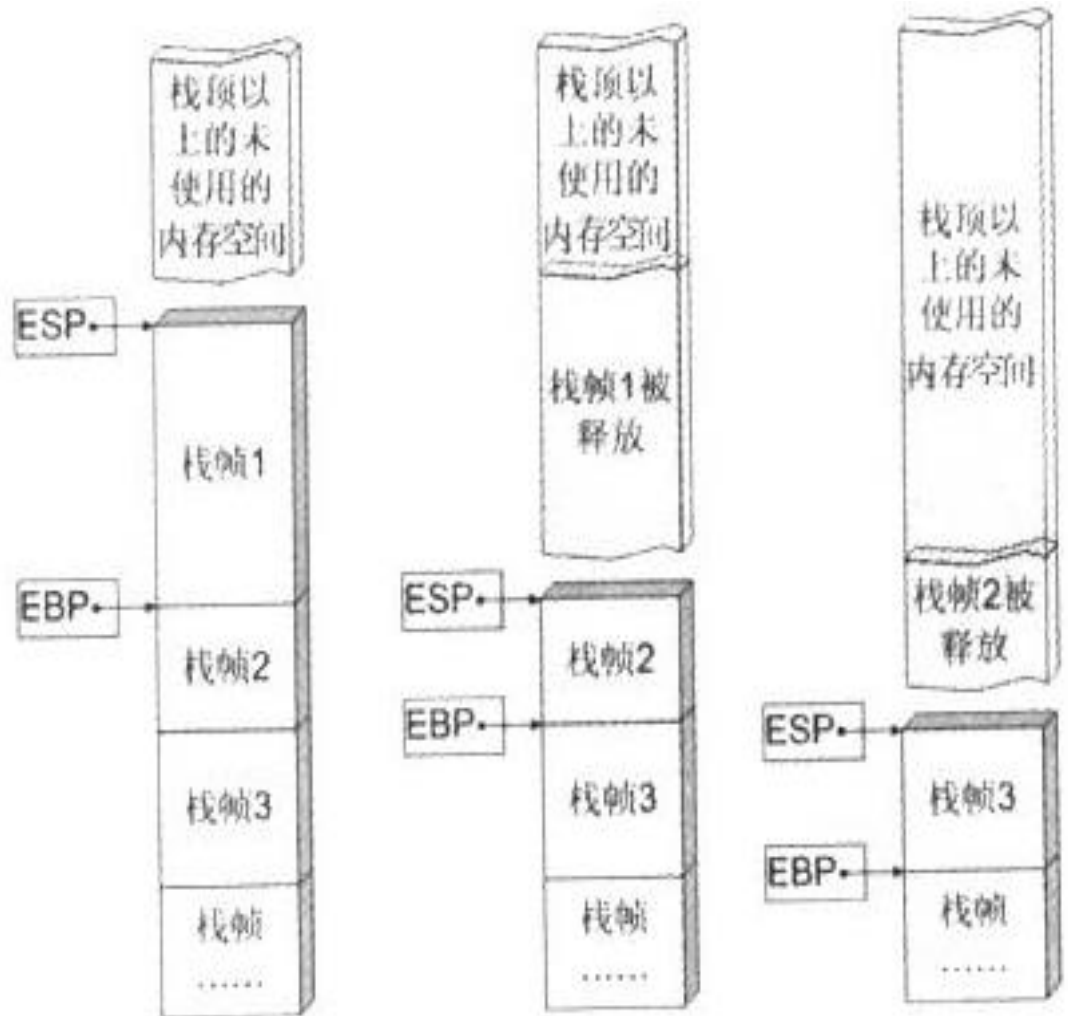 栈顶以
上的未
使用的
内存空间
ESP
栈帧1
EBP
栈帧2
栈帧3
栈帧
......
栈顶以
上的未
使用的
内存空间
栈帧1被
释放
ESP
栈帧2
EBP
栈帧3
栈帧
......
栈顶以
上的未
使用的
内存空间
栈帧2被
释放
ESP
栈帧3
EBP
栈帧
......